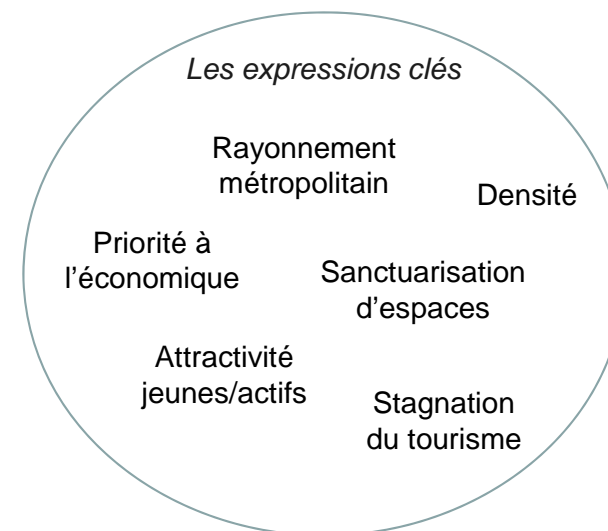 Les expressions clés
Rayonnement
métropolitain
Densité
Priorité à
l’économique
Sanctuarisation
d’espaces
Attractivité
jeunes/actifs
Stagnation
du tourisme